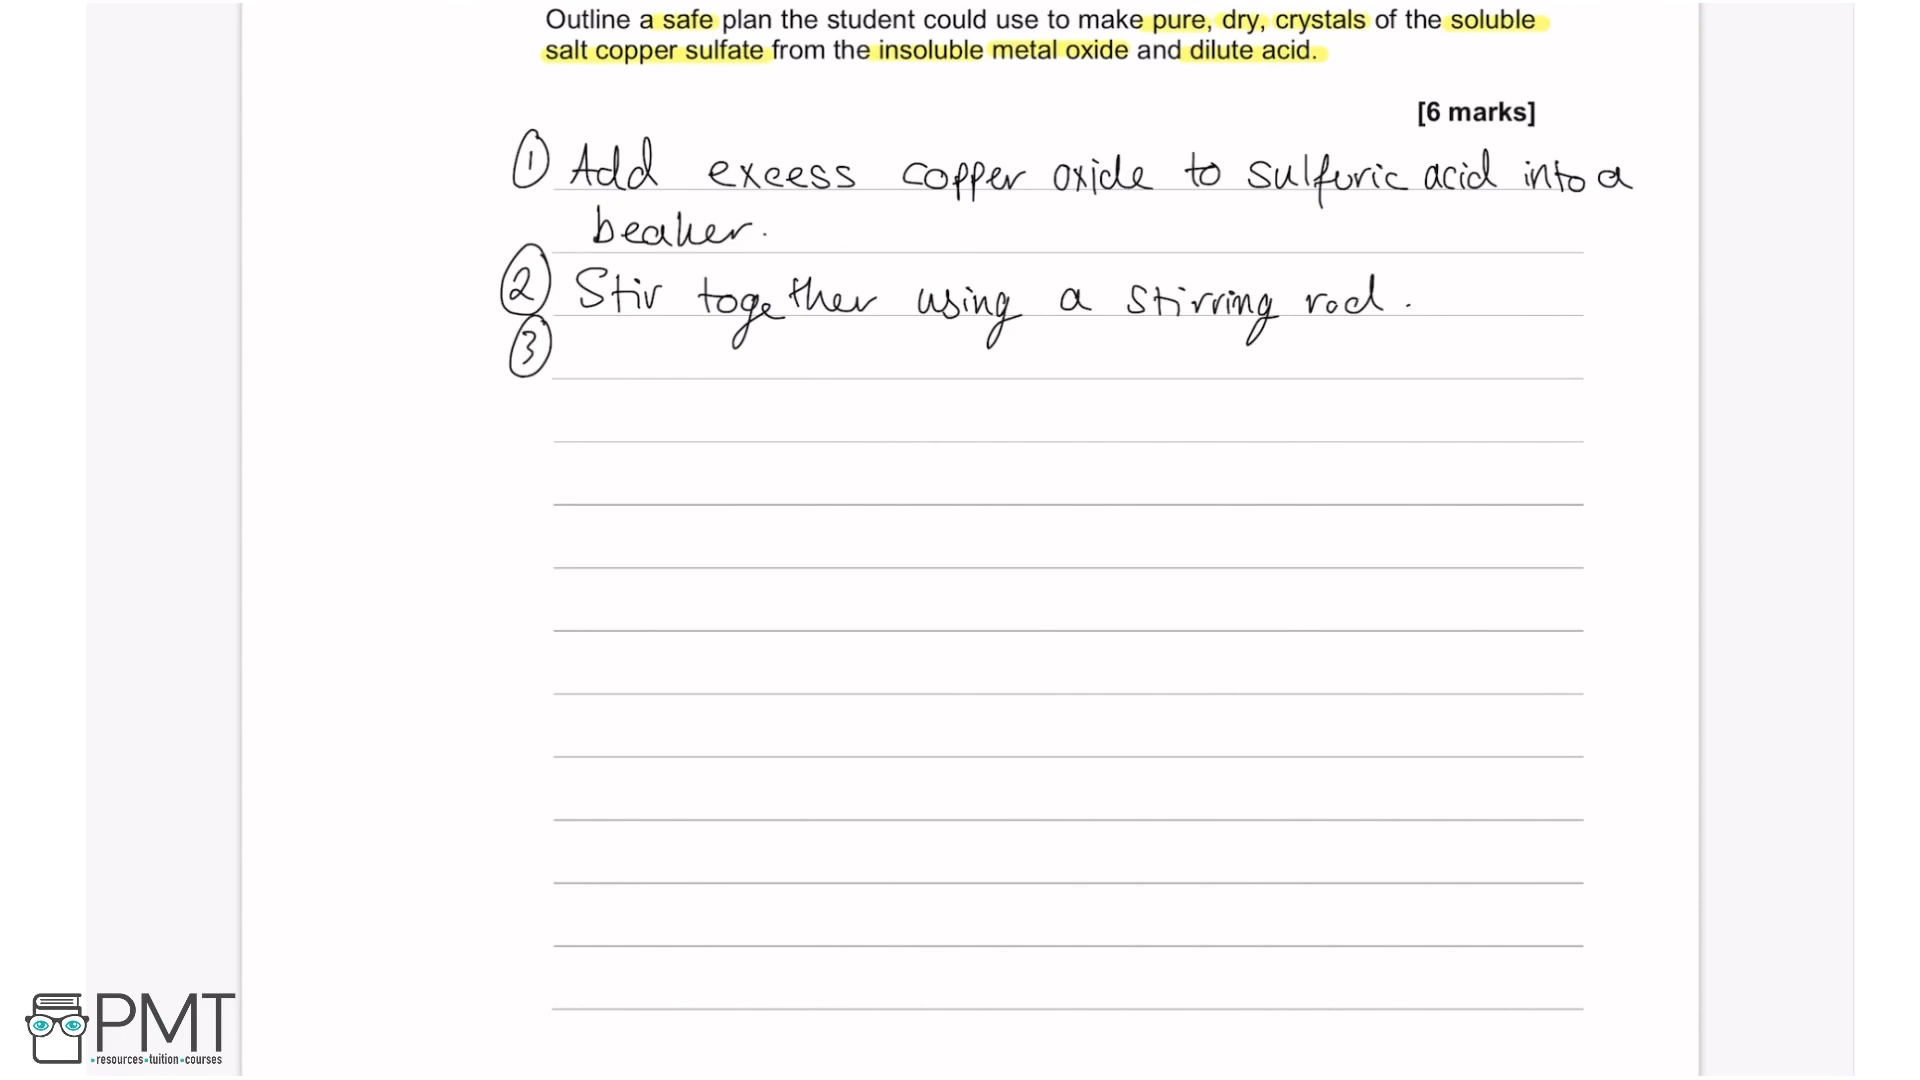 Outline a safe plan the student could use to make pure, dry, crystals of the soluble
salt copper sulfate from the insoluble metal oxide and dilute acid.
[6 marks]
① Add excess copper oxide to sulfuric acid into a
beaker.
② Stir together using a stirring rod.
③
PMT
•resources•tuition•courses